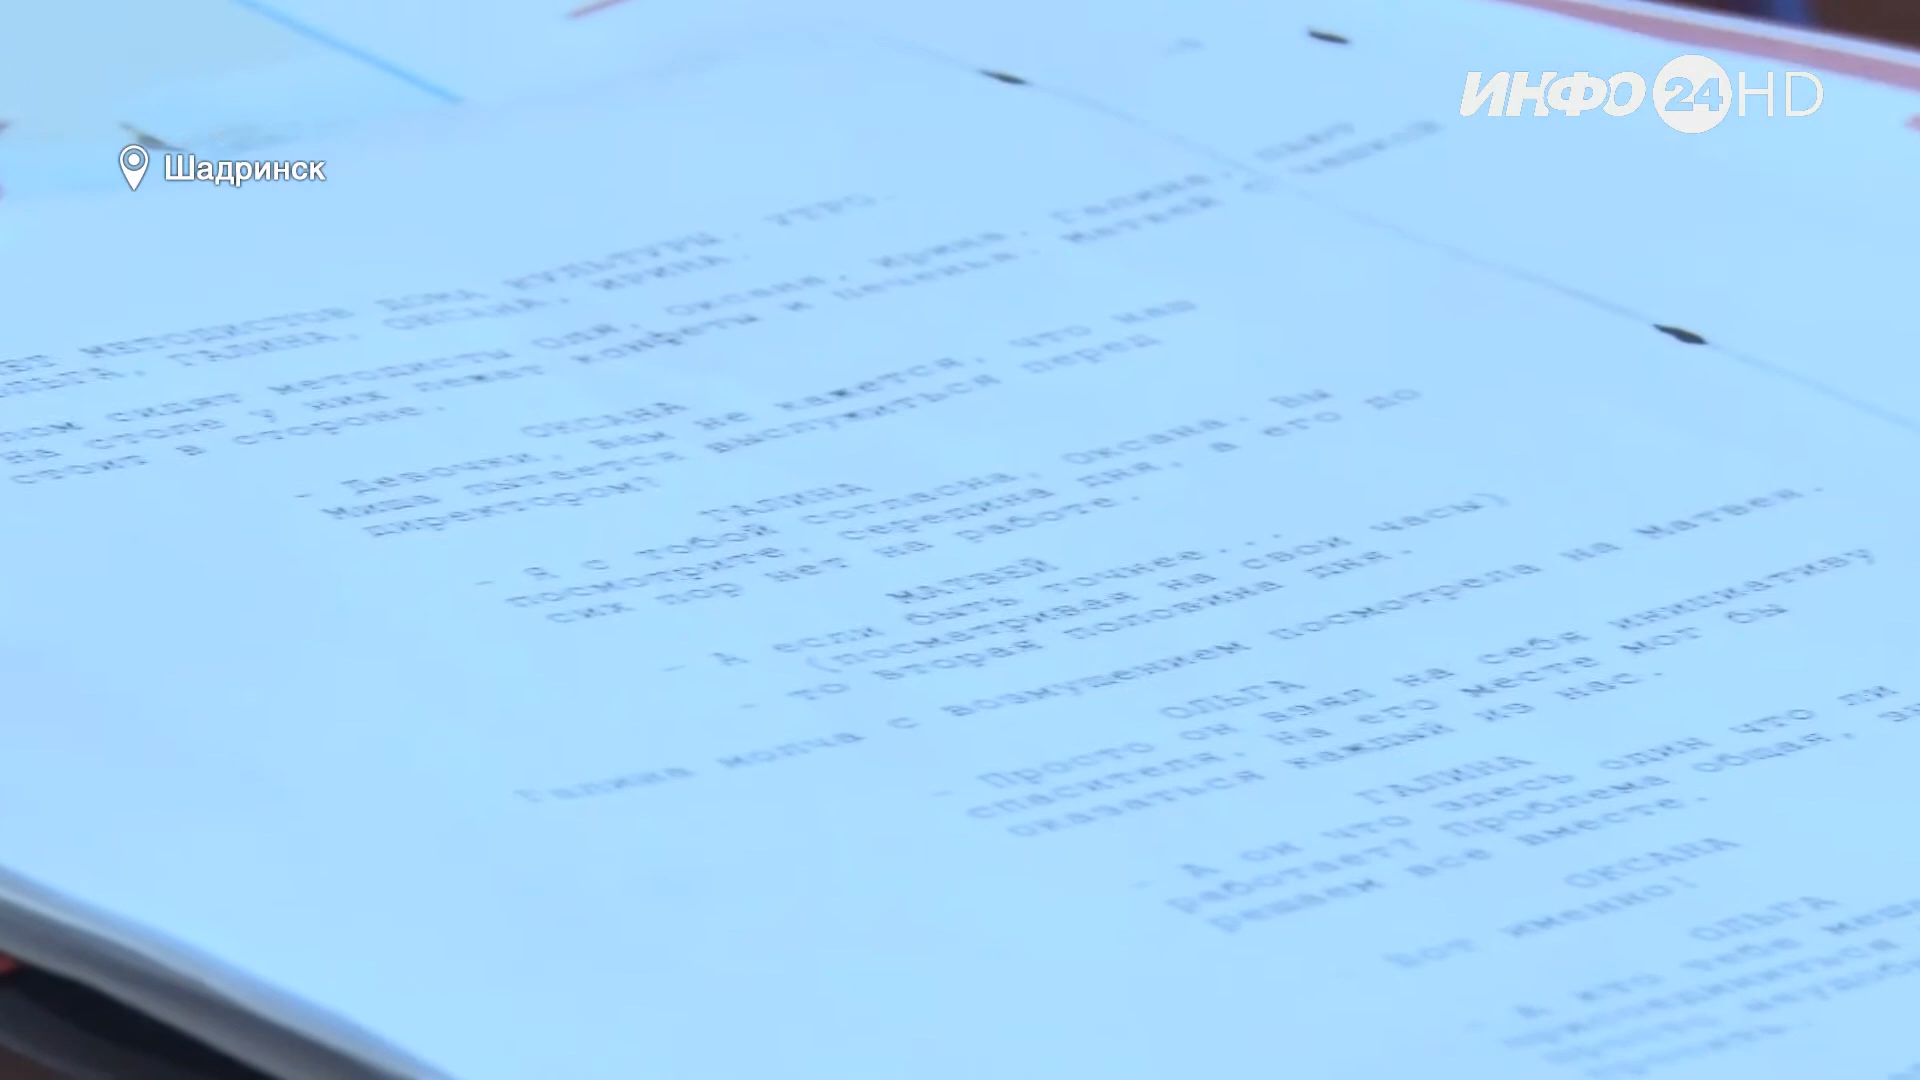 ИНФО 24 HD
Шадринск
МЕТОДИСТОВ ДОМА КУЛЬТУРЫ. УТРО.
ГАЛИНА, ОКСАНА, ИРИНА.
сидят методисты Оля, Оксана, Ирина, Галина, пьют
На столе у них лежат конфеты и печенье. Матвей с чашкой
стоит в стороне.
ОКСАНА
- Девочки, Вам не кажется, что наш
Миша пытается выслужиться перед
директором?
ГАЛИНА
- Я с тобой согласна, Оксана. Вы
посмотрите, середина дня, а его до
сих пор нет на работе.
МАТВЕЙ
- А если быть точнее...
(посматривая на свои часы)
- то вторая половина дня.
Галина молча с возмущением посмотрела на Матвея.
ОЛЬГА
- Просто он взял на себя инициативу
спасителя. На его месте мог бы
оказаться каждый из нас.
ГАЛИНА
- А он что здесь один что ли
работает? Проблема общая,
решаем все вместе.
ОКСАНА
Вот именно!
ОЛЬГА
- А кто тебе